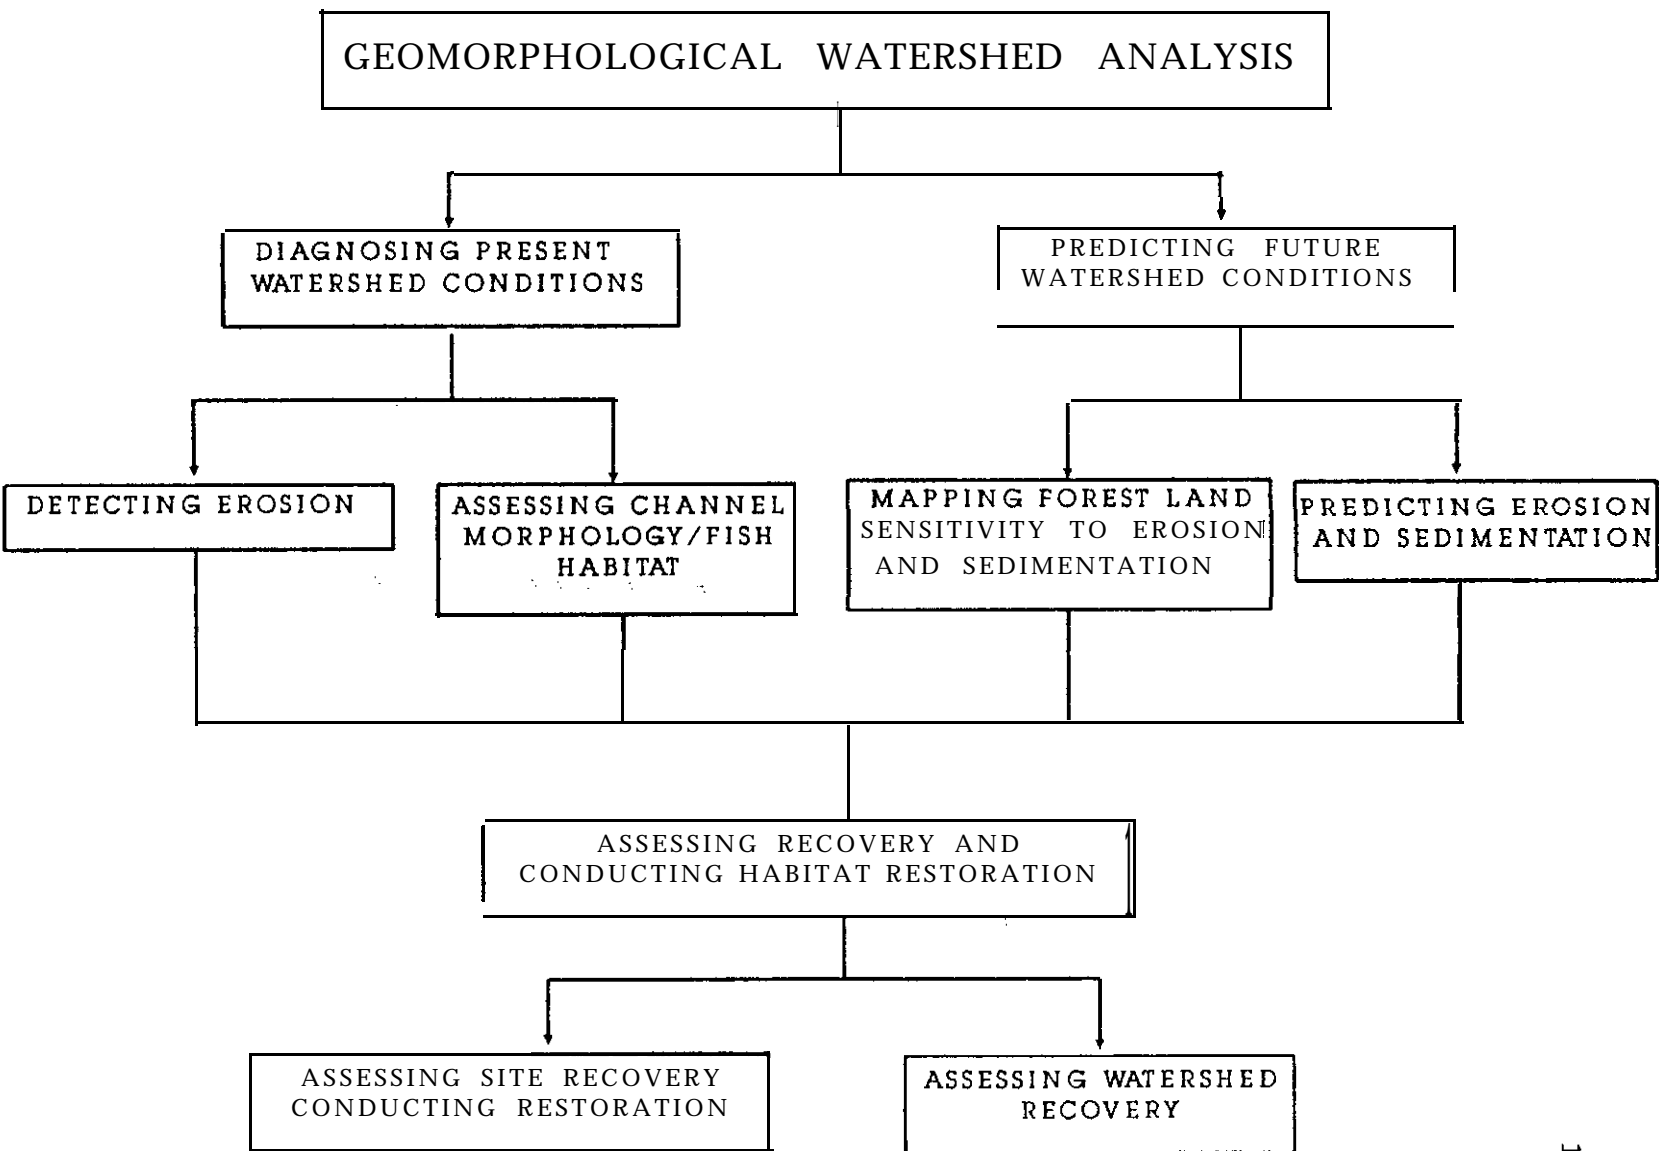 GEOMORPHOLOGICAL WATERSHED ANALYSIS
DIAGNOSING PRESENT
WATERSHED CONDITIONS
PREDICTING FUTURE
WATERSHED CONDITIONS
DETECTING EROSION
ASSESSING CHANNEL
MORPHOLOGY/FISH
HABITAT
MAPPING FOREST LAND
SENSITIVITY TO EROSION
AND SEDIMENTATION
PREDICTING EROSION
AND SEDIMENTATION
ASSESSING RECOVERY AND
CONDUCTING HABITAT RESTORATION
ASSESSING SITE RECOVERY
CONDUCTING RESTORATION
ASSESSING WATERSHED
RECOVERY
1